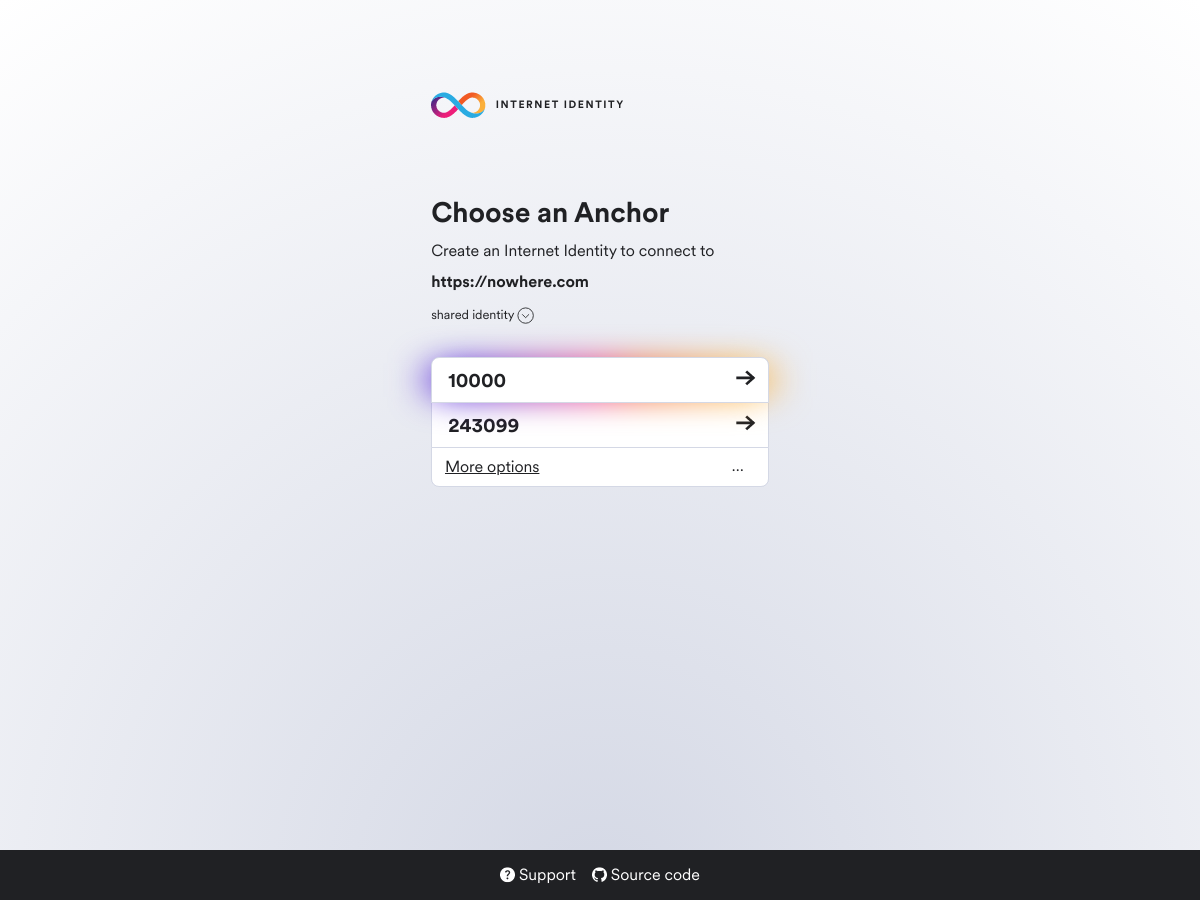 INTERNET IDENTITY
Choose an Anchor
Create an Internet Identity to connect to
https://nowhere.com
shared identity
10000
243099
More options ...
Support Source code